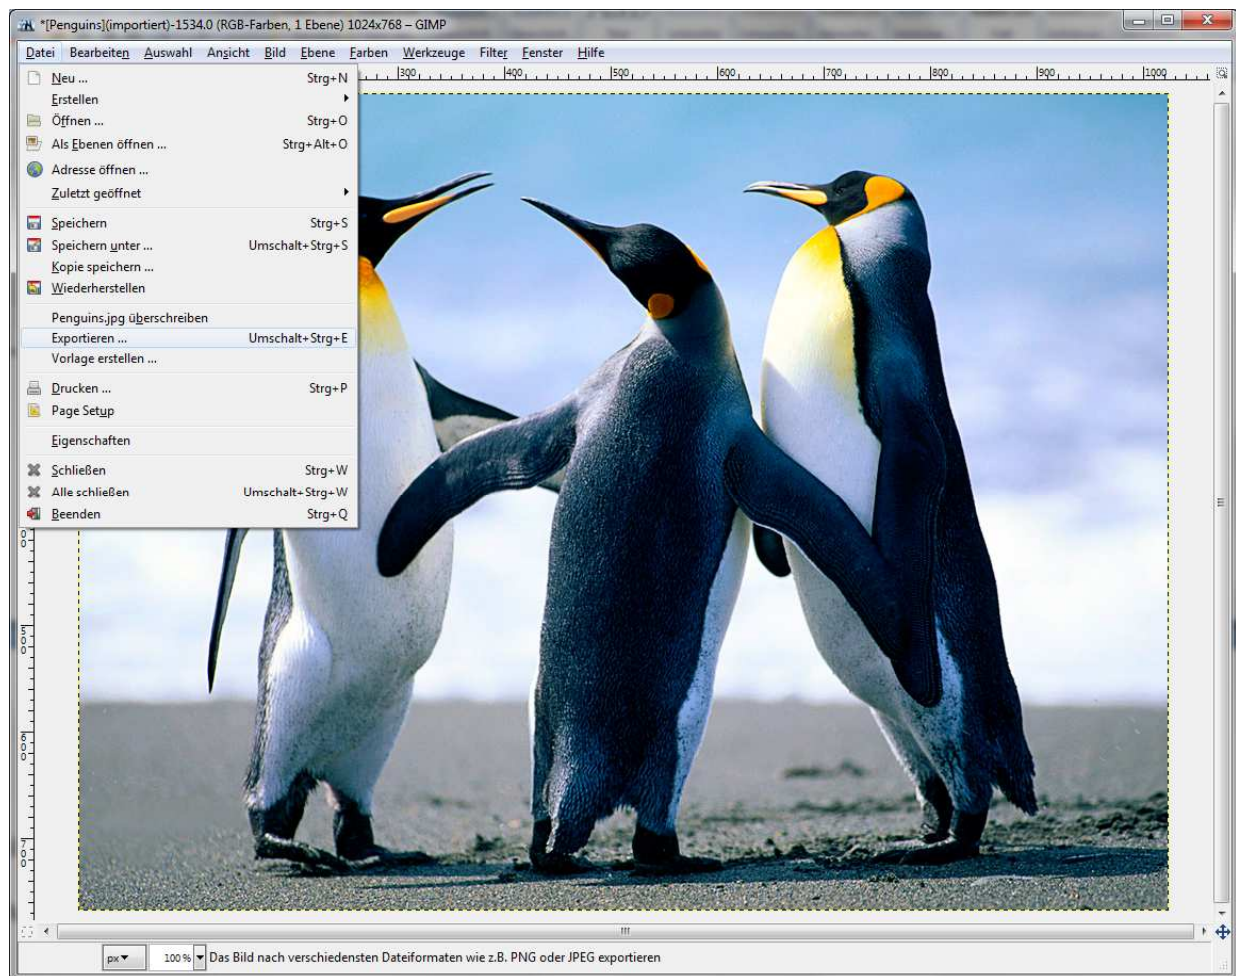 *[Penguins](importiert)-1534.0 (RGB-Farben, 1 Ebene) 1024x768 – GIMP
Datei Bearbeiten Auswahl Ansicht Bild Ebene Farben Werkzeuge Filter Fenster Hilfe
300 400 500 600 700 800 900 1000
Neu ... Strg+N
Erstellen
Öffnen ... Strg+O
Als Ebenen öffnen ... Strg+Alt+O
Adresse öffnen ...
Zuletzt geöffnet
Speichern Strg+S
Speichern unter ... Umschalt+Strg+S
Kopie speichern ...
Wiederherstellen
Penguins.jpg überschreiben
Exportieren ... Umschalt+Strg+E
Vorlage erstellen ...
Drucken ... Strg+P
Page Setup
Eigenschaften
Schließen Strg+W
Alle schließen Umschalt+Strg+W
Beenden Strg+Q
500
600
700
px 100 % Das Bild nach verschiedensten Dateiformaten wie z.B. PNG oder JPEG exportieren